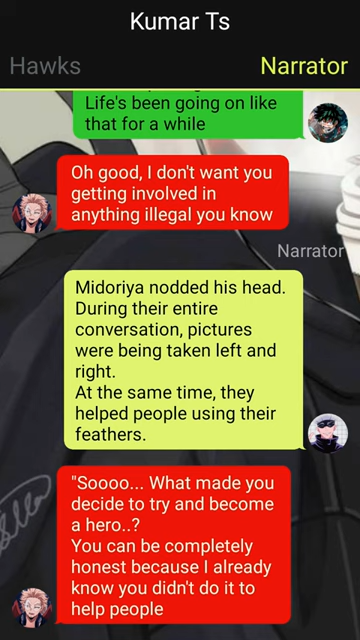 Kumar Ts
Hawks
Narrator
Life's been going on like
that for a while
Oh good, I don't want you
getting involved in
anything illegal you know
Narrator
Midoriya nodded his head.
During their entire
conversation, pictures
were being taken left and
right.
At the same time, they
helped people using their
feathers.
"Soooo... What made you
decide to try and become
a hero..?
You can be completely
honest because I already
know you didn't do it to
help people